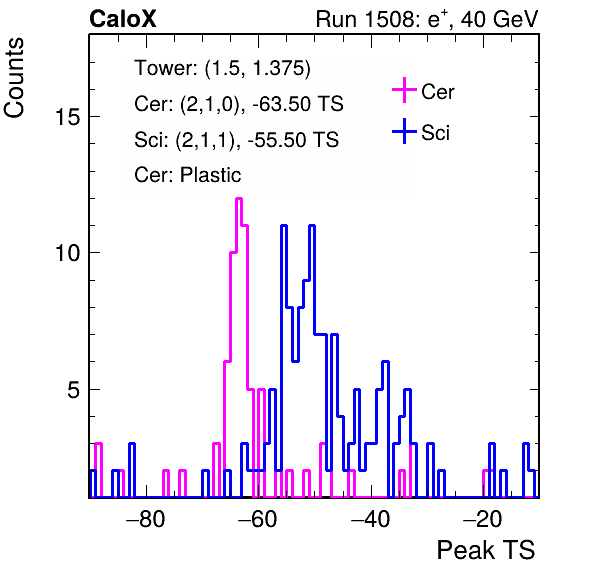 CaloX Run 1508: e⁺, 40 GeV
Counts
Tower: (1.5, 1.375)
Cer: (2,1,0), -63.50 TS
Sci: (2,1,1), -55.50 TS
Cer: Plastic
Cer
Sci
15
10
5
−80 −60 −40 −20
Peak TS